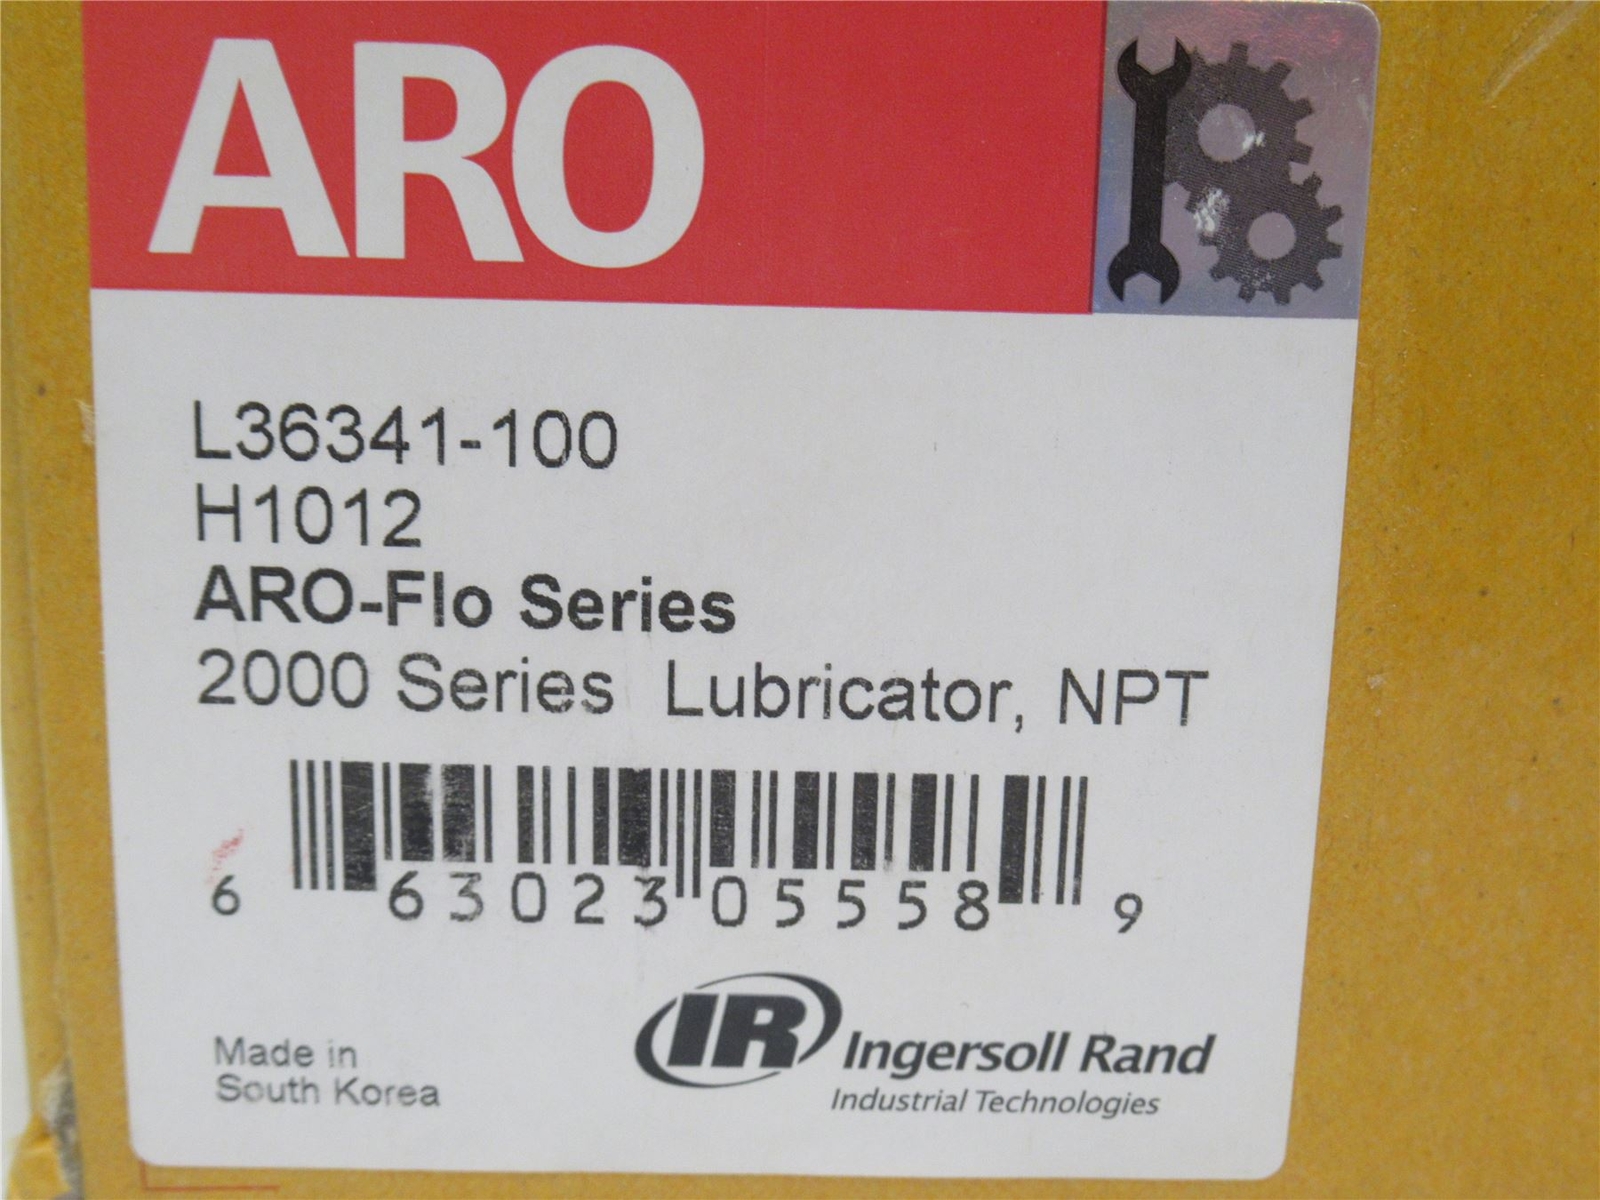 ARO
L36341-100
H1012
ARO-Flo Series
2000 Series Lubricator, NPT
6 63023 05558 9
Made in
South Korea
IR Ingersoll Rand
Industrial Technologies